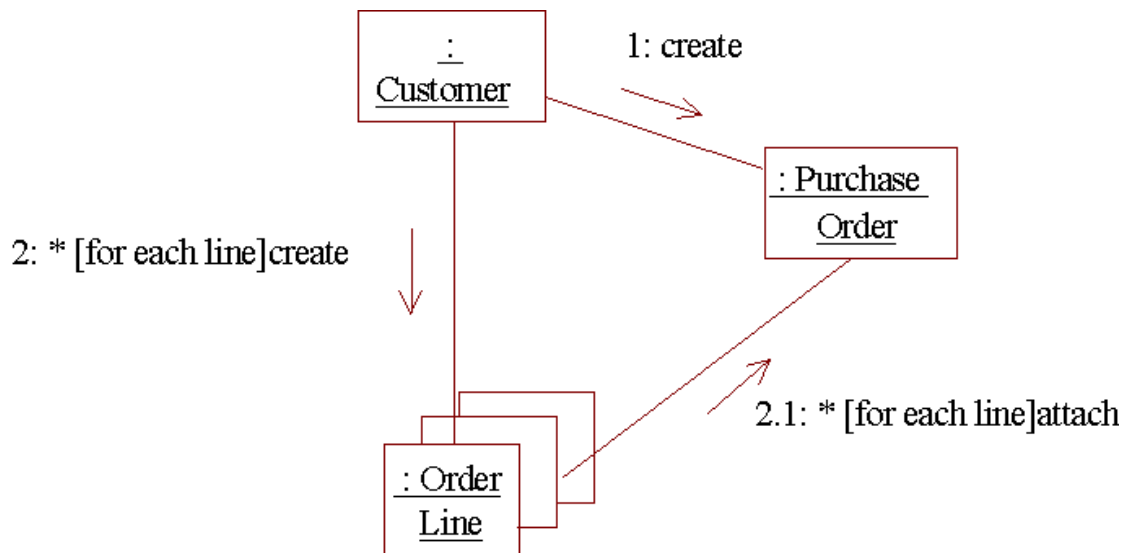 :
Customer
1: create
: Purchase
Order
2: * [for each line]create
2.1: * [for each line]attach
: Order
Line